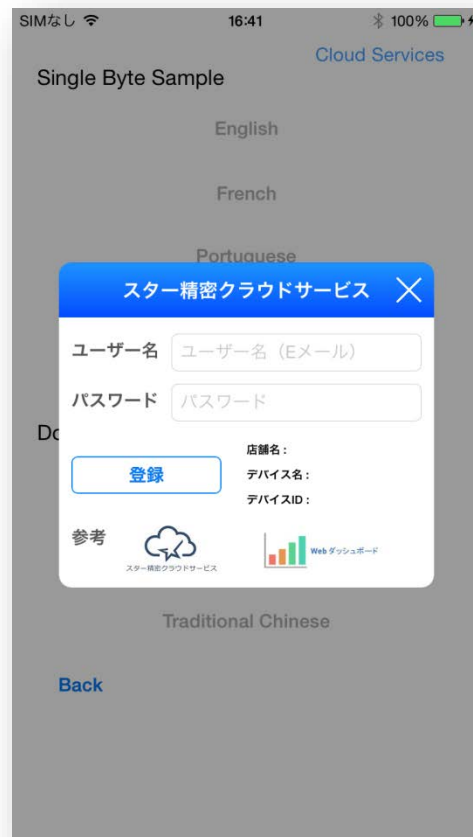 SIMなし 16:41 100%
Cloud Services
Single Byte Sample
English
French
Portuguese
スター精密クラウドサービス
ユーザー名 ユーザー名（Eメール）
パスワード パスワード
Do
登録
店舗名：
デバイス名：
デバイスID：
参考
スター精密クラウドサービス
Web ダッシュボード
Traditional Chinese
Back